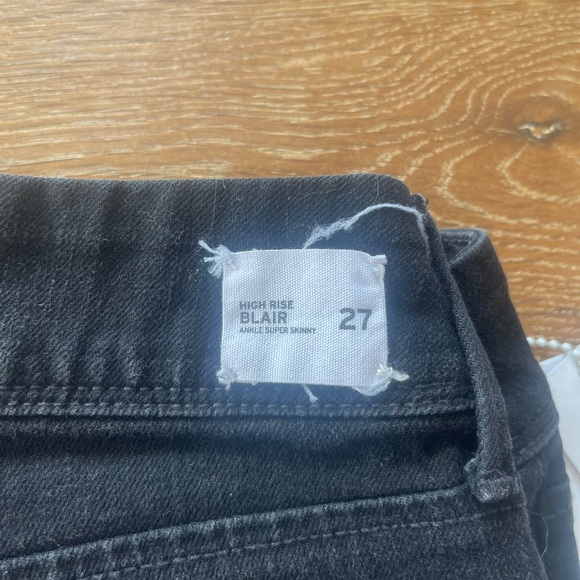 HIGH RISE
BLAIR
ANKLE SUPER SKINNY
27